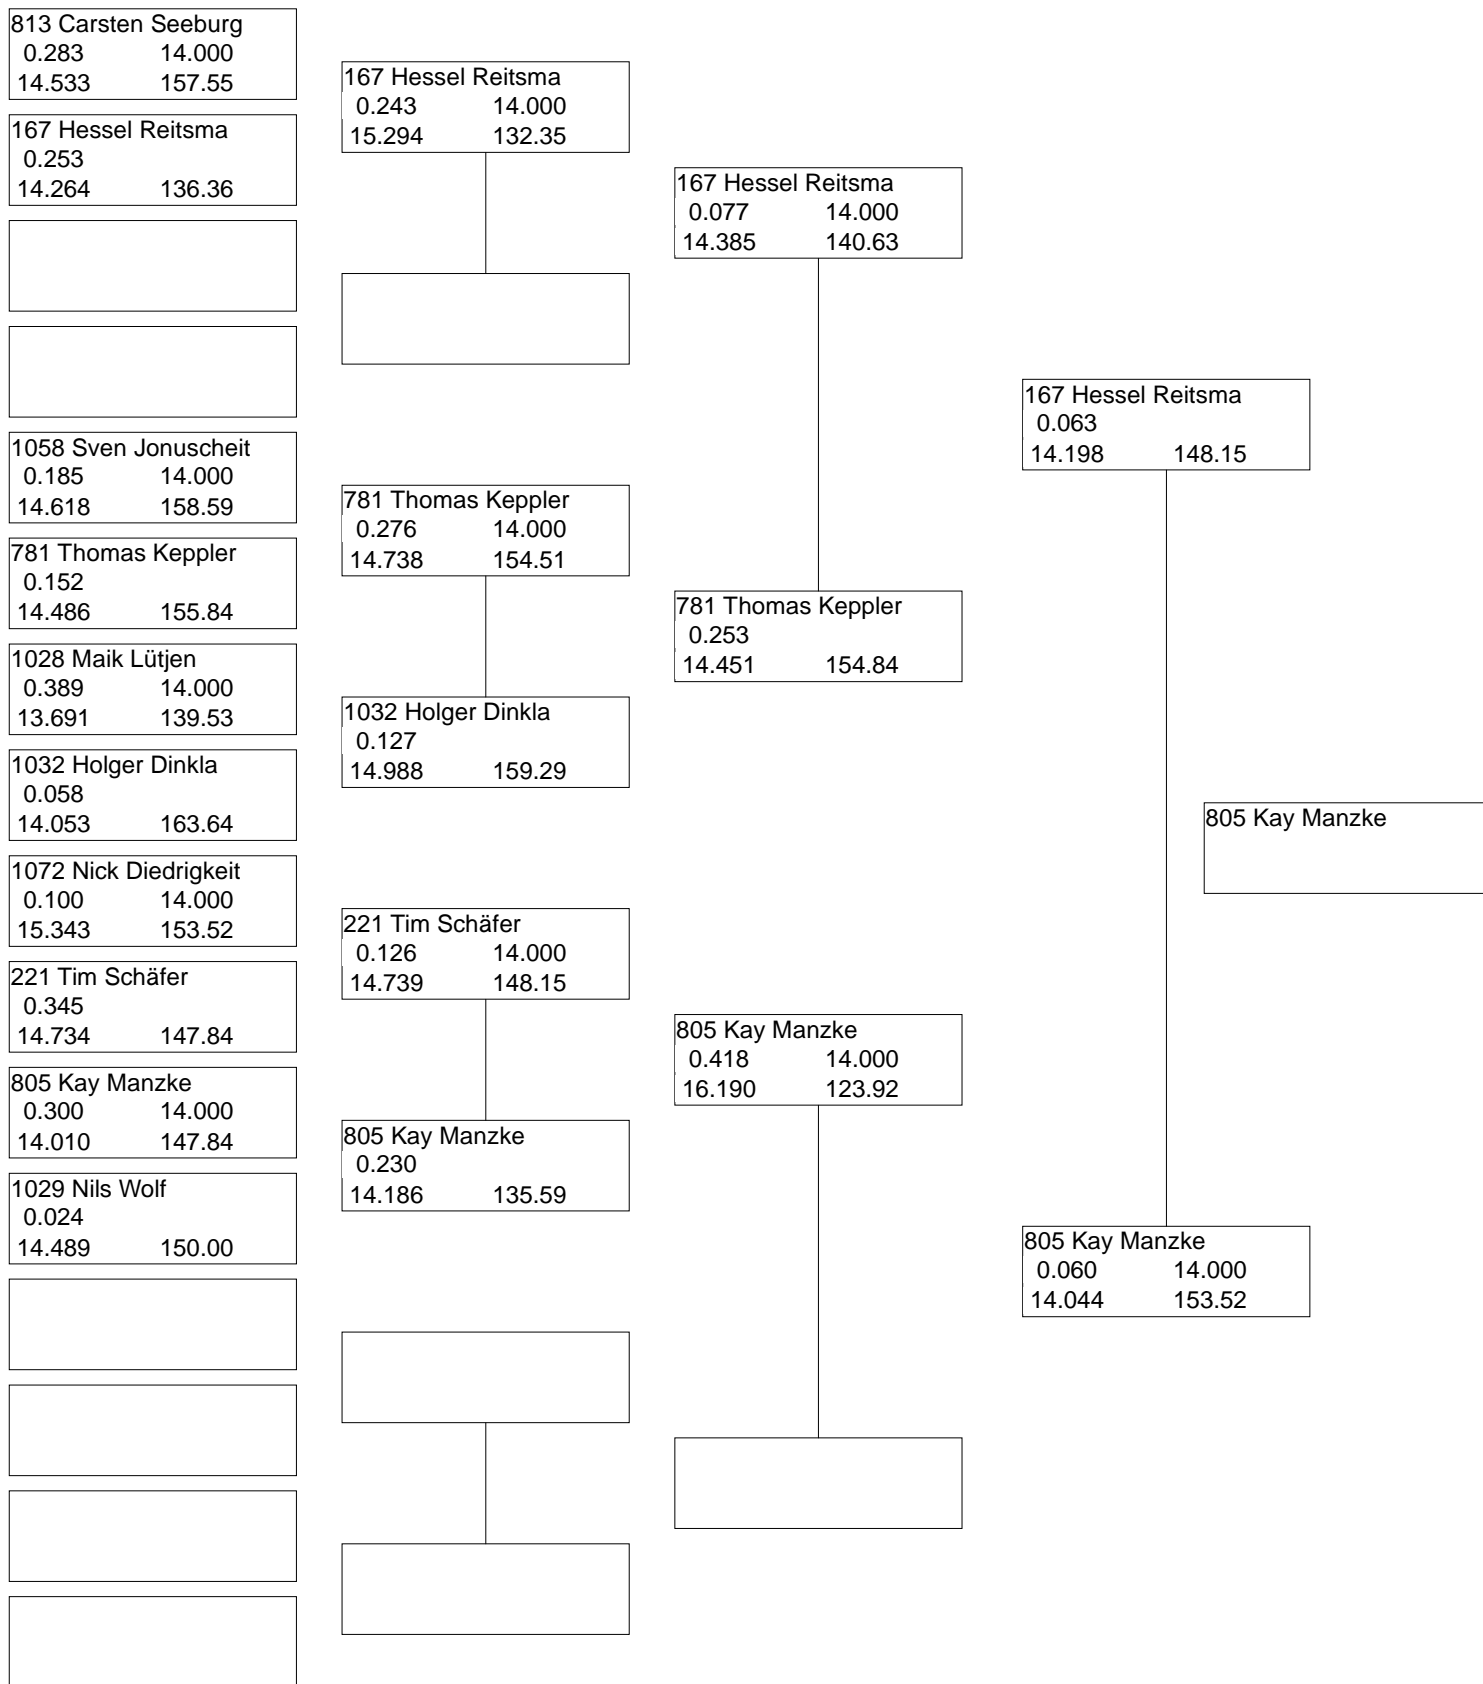 813 Carsten Seeburg
0.283 14.000
14.533 157.55
167 Hessel Reitsma
0.253
14.264 136.36
1058 Sven Jonuscheit
0.185 14.000
14.618 158.59
781 Thomas Keppler
0.152
14.486 155.84
1028 Maik Lütjen
0.389 14.000
13.691 139.53
1032 Holger Dinkla
0.058
14.053 163.64
1072 Nick Diedrigkeit
0.100 14.000
15.343 153.52
221 Tim Schäfer
0.345
14.734 147.84
805 Kay Manzke
0.300 14.000
14.010 147.84
1029 Nils Wolf
0.024
14.489 150.00
167 Hessel Reitsma
0.243 14.000
15.294 132.35
781 Thomas Keppler
0.276 14.000
14.738 154.51
1032 Holger Dinkla
0.127
14.988 159.29
221 Tim Schäfer
0.126 14.000
14.739 148.15
805 Kay Manzke
0.230
14.186 135.59
167 Hessel Reitsma
0.077 14.000
14.385 140.63
781 Thomas Keppler
0.253
14.451 154.84
805 Kay Manzke
0.418 14.000
16.190 123.92
167 Hessel Reitsma
0.063
14.198 148.15
805 Kay Manzke
0.060 14.000
14.044 153.52
805 Kay Manzke